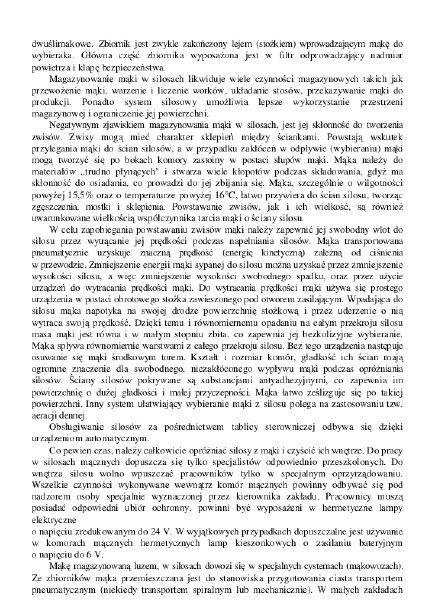 dwuślimakowe. Zbiornik jest zwykle zakończony lejem (stożkiem) wprowadzającym mąkę do
wybieraka. Główna część zbiornika wyposażona jest w filtr odprowadzający nadmiar
powietrza i klapę bezpieczeństwa.
Magazynowanie mąki w silosach likwiduje wiele czynności magazynowych takich jak
przewożenie mąki, warzenie i liczenie worków, układanie stosów, przekazywanie mąki do
produkcji. Ponadto system silosowy umożliwia lepsze wykorzystanie przestrzeni
magazynowej i ograniczenie jej powierzchni.
Negatywnym zjawiskiem magazynowania mąki w silosach, jest jej skłonność do tworzenia
zwisów. Zwisy mogą mieć charakter sklepień między ściankami. Powstają wskutek
przylegania mąki do ścian silosów, a w przypadku zakłóceń w odpływie (wybieraniu) mąki
mogą tworzyć się po bokach komory zastoiny w postaci słupów mąki. Mąka należy do
materiałów „trudno płynących" i stwarza wiele kłopotów podczas składowania, gdyż ma
skłonność do osiadania, co prowadzi do jej zbijania się. Mąka, szczególnie o wilgotności
powyżej 15,5% oraz o temperaturze powyżej 16°C, łatwo przywiera do ścian silosu, tworząc
zgęszczenia, mostki i sklepienia. Powstawanie zwisów, jak i ich wielkość, są również
uwarunkowane wielkością współczynnika tarcia mąki o ściany silosu.
W celu zapobiegania powstawaniu zwisów mąki należy zapewnić jej swobodny wlot do
silosu przez wytrącanie jej prędkości podczas napełniania silosów. Mąka transportowana
pneumatycznie uzyskuje znaczną prędkość (energię kinetyczną) zależną od ciśnienia
w przewodzie. Zmniejszenie energii mąki sypanej do silosu można uzyskać przez zmniejszenie
wysokości silosu, a więc zmniejszenie wysokości swobodnego spadku, oraz przez użycie
urządzeń do wytracania prędkości mąki. Do wytracania prędkości mąki używa się prostego
urządzenia w postaci obrotowego stożka zawieszonego pod otworem zasilającym. Wpadająca do
silosu mąka napotyka na swojej drodze powierzchnię stożkową i przez uderzenie o nią
wytraca swoją prędkość. Dzięki temu i równomiernemu opadaniu na całym przekroju silosu
masa mąki jest równa i w małym stopniu zbita, co zapewnia jej bezkolizyjne wybieranie.
Mąka spływa równomiernie warstwami z całego przekroju silosu. Bez tego urządzenia następuje
osuwanie się mąki środkowym torem. Kształt i rozmiar komór, gładkość ich ścian mają
ogromne znaczenie dla swobodnego, niezakłóconego wypływu mąki podczas opróżniania
silosów. Ściany silosów pokrywane są substancjami antyadhezyjnymi, co zapewnia im
powierzchnię o dużej gładkości i małej przyczepności. Mąka łatwo ześlizguje się po takiej
powierzchni. Inny system ułatwiający wybieranie mąki z silosu polega na zastosowaniu tzw.
aeracji dennej.
Obsługiwanie silosów za pośrednictwem tablicy sterowniczej odbywa się dzięki
urządzeniom automatycznym.
Co pewien czas, należy całkowicie opróżniać silosy z mąki i czyścić ich wnętrze. Do pracy
w silosach mącznych dopuszcza się tylko specjalistów odpowiednio przeszkolonych. Do
wnętrza silosu wolno wpuszczać pracowników tylko w specjalnym oprzyrządowaniu.
Wszelkie czynności wykonywane wewnątrz komór mącznych powinny odbywać się pod
nadzorem osoby specjalnie wyznaczonej przez kierownika zakładu. Pracownicy muszą
posiadać odpowiedni ubiór ochronny, powinni być wyposażeni w hermetyczne lampy
elektryczne
o napięciu zredukowanym do 24 V. W wyjątkowych przypadkach dopuszczalne jest używanie
w komorach mącznych hermetycznych lamp kieszonkowych o zasilaniu bateryjnym
o napięciu do 6 V.
Mąkę magazynowaną luzem, w silosach dowozi się w specjalnych cysternach (mąkowozach).
Ze zbiorników mąka przemieszczana jest do stanowiska przygotowania ciasta transportem
pneumatycznym (niekiedy transportem spiralnym lub mechanicznym). W małych zakładach